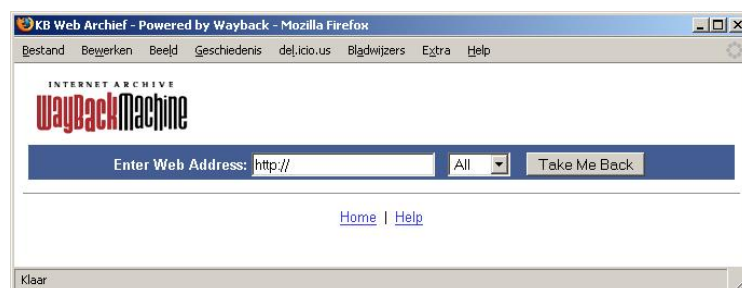 KB Web Archief - Powered by Wayback - Mozilla Firefox
Bestand Bewerken Beeld Geschiedenis del.icio.us Bladwijzers Extra Help
INTERNET ARCHIVE
WayBackMachine
Enter Web Address: http:// All Take Me Back
Home | Help
Klaar